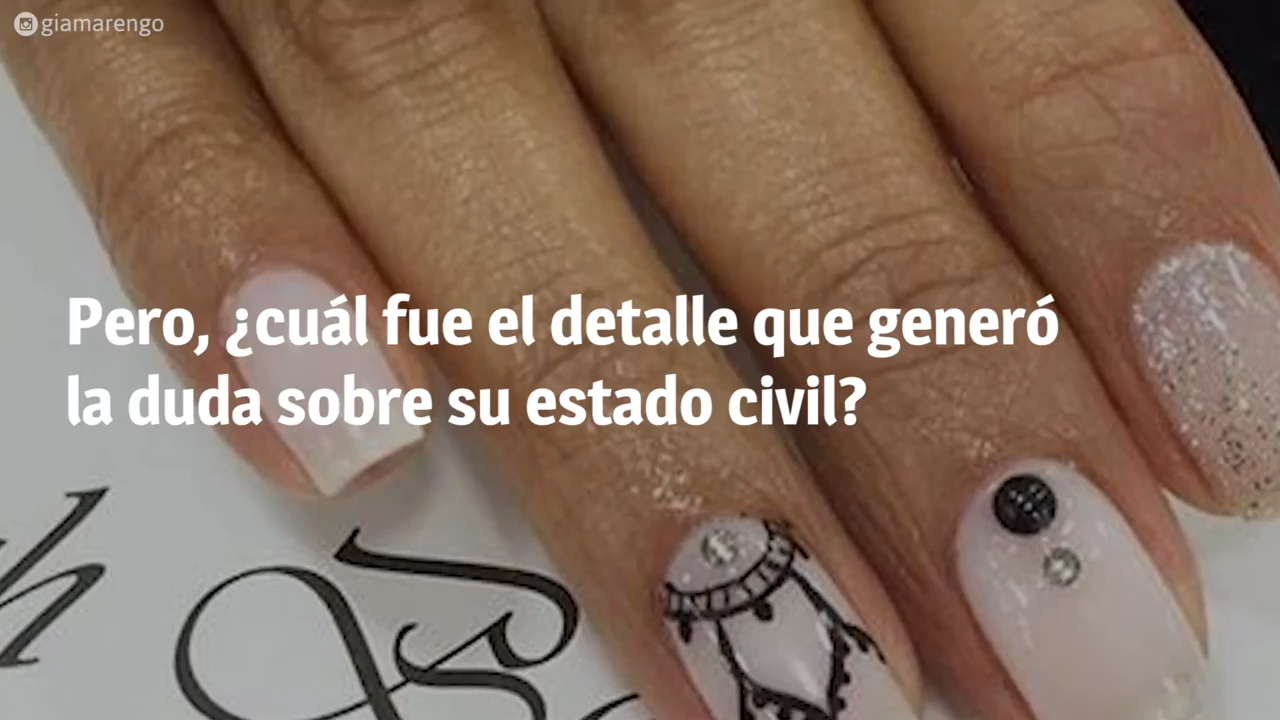 giamarengo
Pero, ¿cuál fue el detalle que generó
la duda sobre su estado civil?